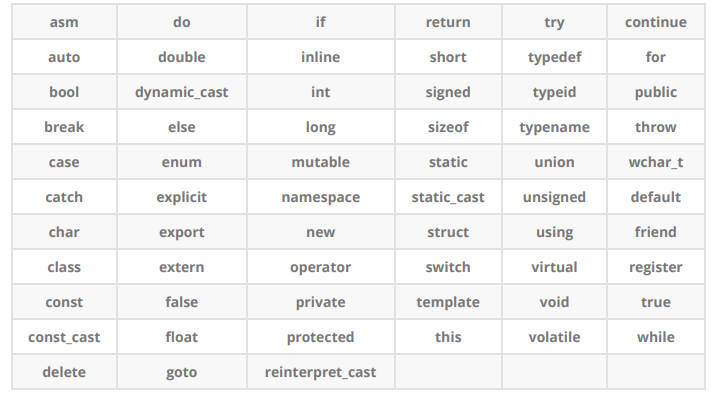 asm do if return try continue
auto double inline short typedef for
bool dynamic_cast int signed typeid public
break else long sizeof typename throw
case enum mutable static union wchar_t
catch explicit namespace static_cast unsigned default
char export new struct using friend
class extern operator switch virtual register
const false private template void true
const_cast float protected this volatile while
delete goto reinterpret_cast